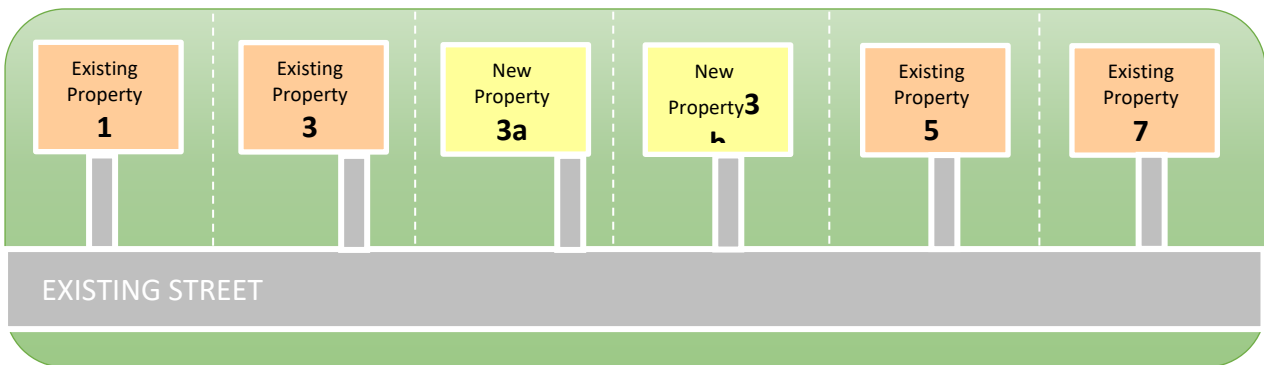 Existing
Property
1
Existing
Property
3
New
Property
3a
New
Property3
b
Existing
Property
5
Existing
Property
7
EXISTING STREET